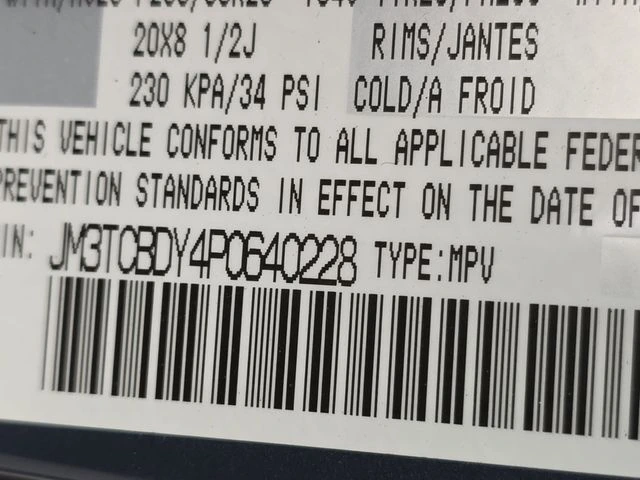 20X8 1/2J RIMS/JANTES
230 KPA/34 PSI COLD/A FROID
THIS VEHICLE CONFORMS TO ALL APPLICABLE FEDER
PREVENTION STANDARDS IN EFFECT ON THE DATE OF
IN: JM3TCBDY4P0640228 TYPE:MPV